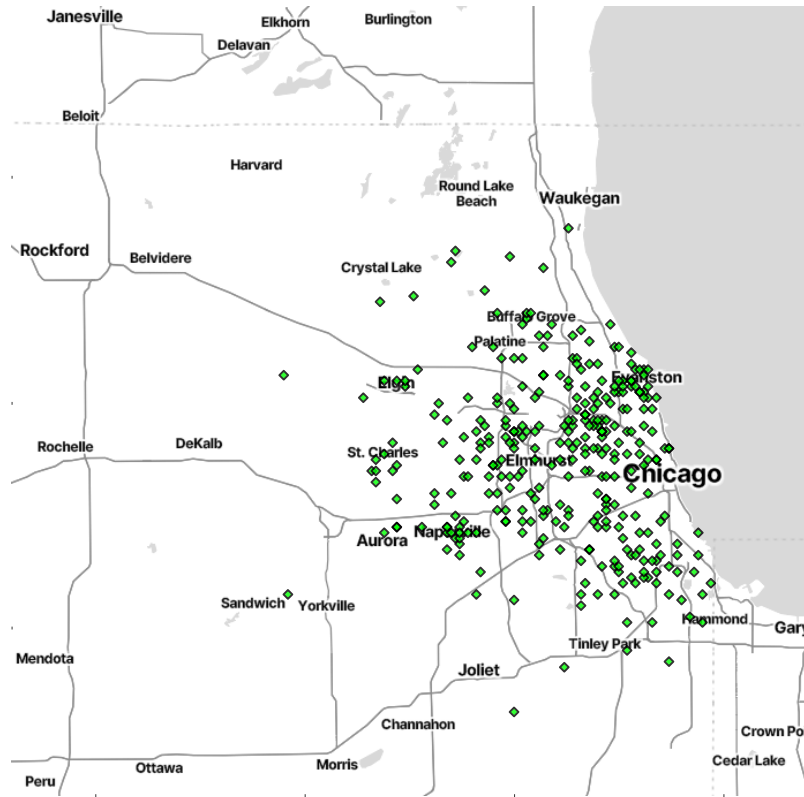 Janesville
Elkhorn
Burlington
Delavan
Beloit
Harvard
Round Lake
Beach
Waukegan
Rockford
Belvidere
Crystal Lake
Buffalo Grove
Palatine
Elgin
Evanston
Rochelle
DeKalb
St. Charles
Elmhurst
Chicago
Aurora
Naperville
Sandwich
Yorkville
Hammond
Gary
Tinley Park
Mendota
Joliet
Channahon
Crown Po
Cedar Lake
Morris
Ottawa
Peru